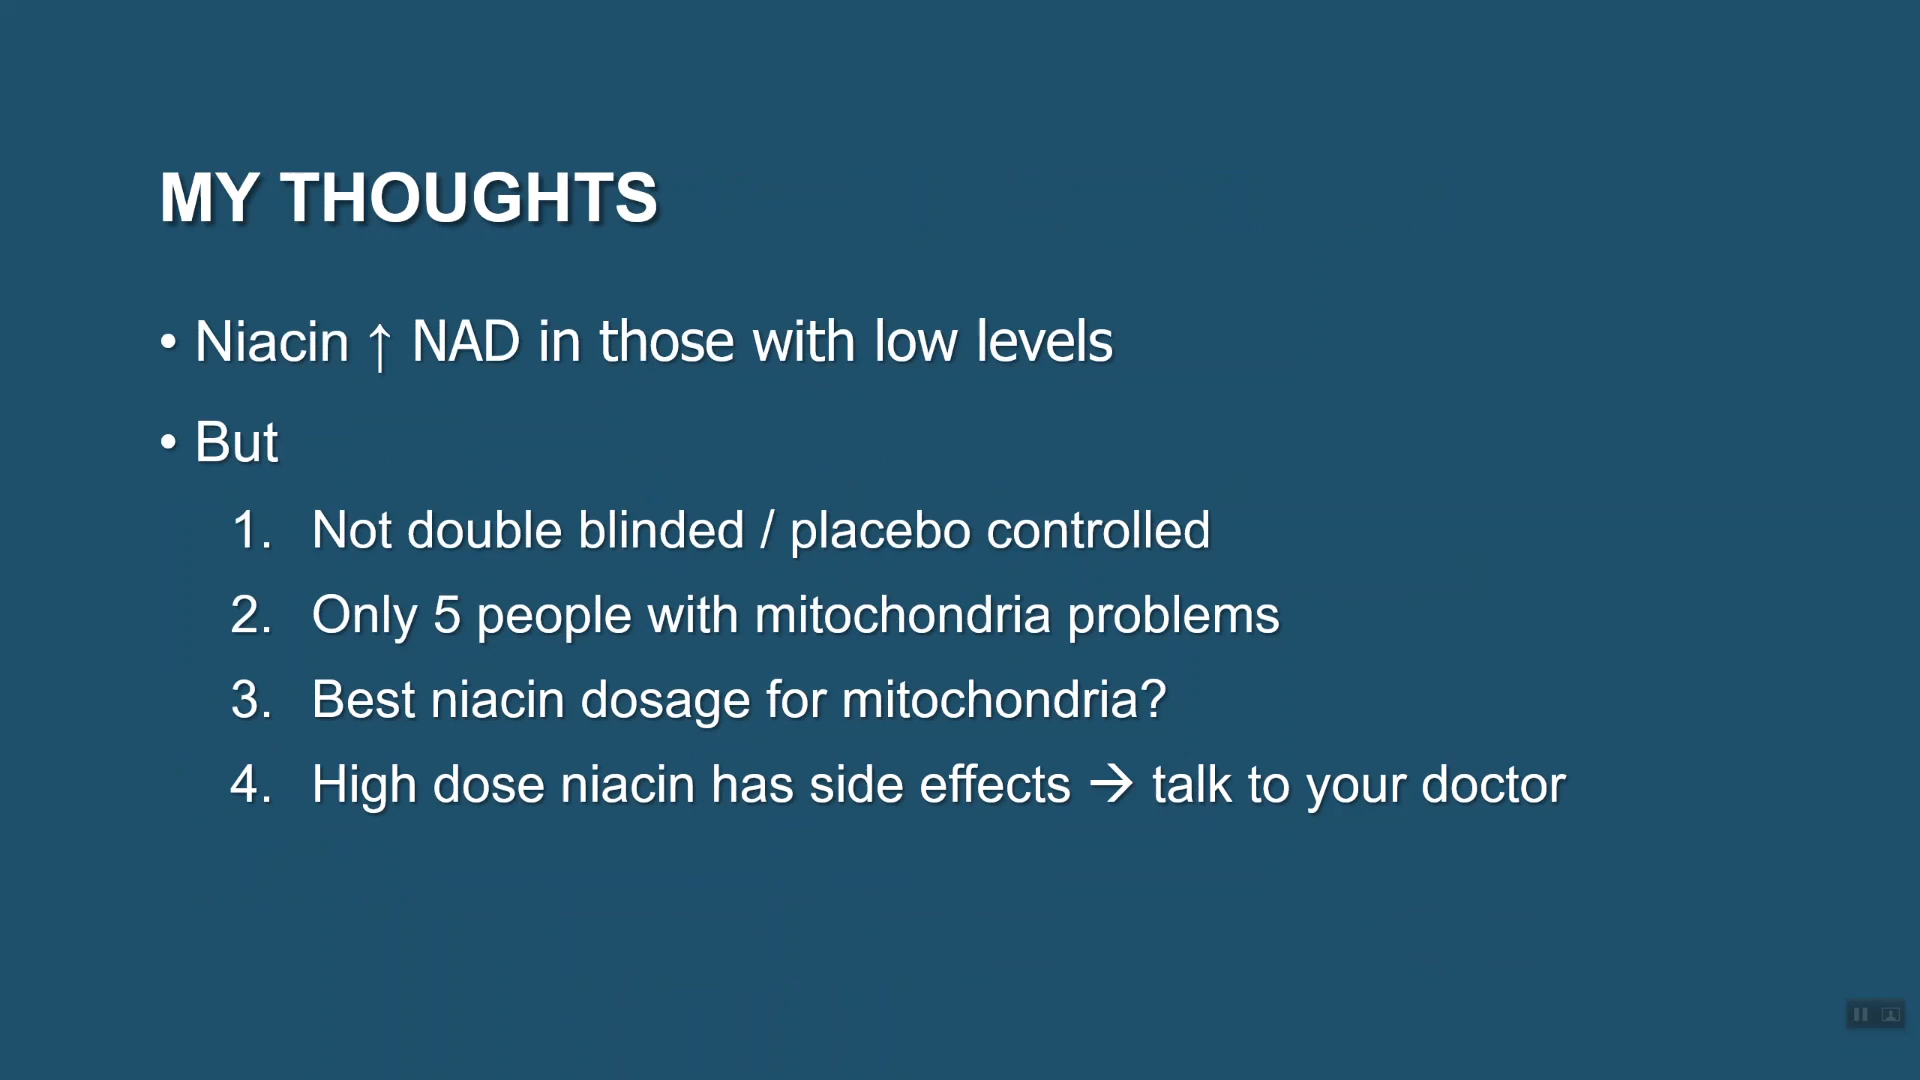 MY THOUGHTS
• Niacin ↑ NAD in those with low levels
• But
1. Not double blinded / placebo controlled
2. Only 5 people with mitochondria problems
3. Best niacin dosage for mitochondria?
4. High dose niacin has side effects → talk to your doctor